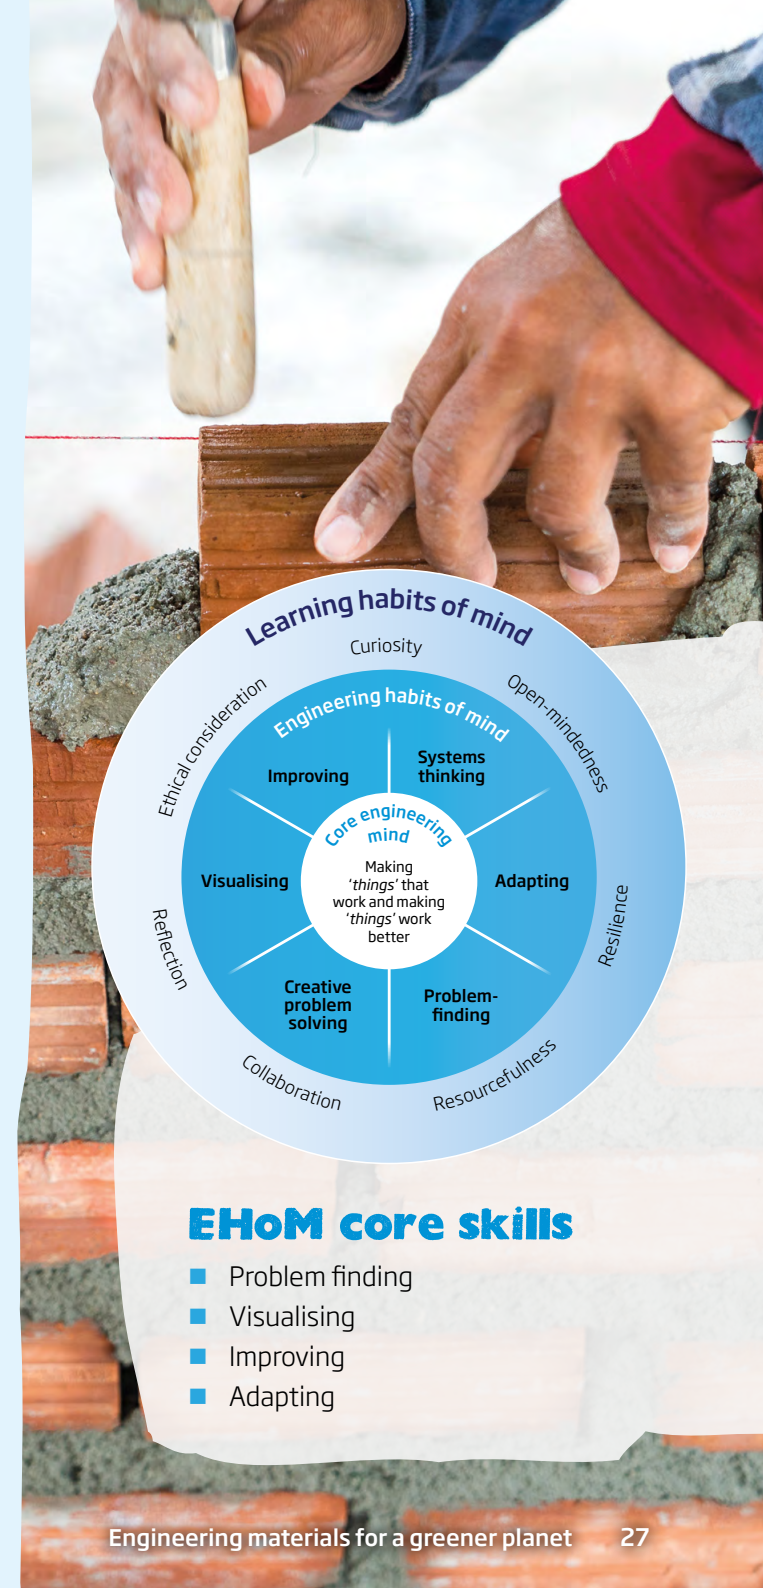 Learning habits of mind
Curiosity
Open-mindedness
Resilience
Resourcefulness
Collaboration
Reflection
Ethical consideration
Engineering habits of mind
Systems
thinking
Adapting
Problem-
finding
Creative
problem
solving
Visualising
Improving
Core engineering
mind
Making
‘things’ that
work and making
‘things’ work
better
EHoM core skills
Problem finding
Visualising
Improving
Adapting
Engineering materials for a greener planet 27